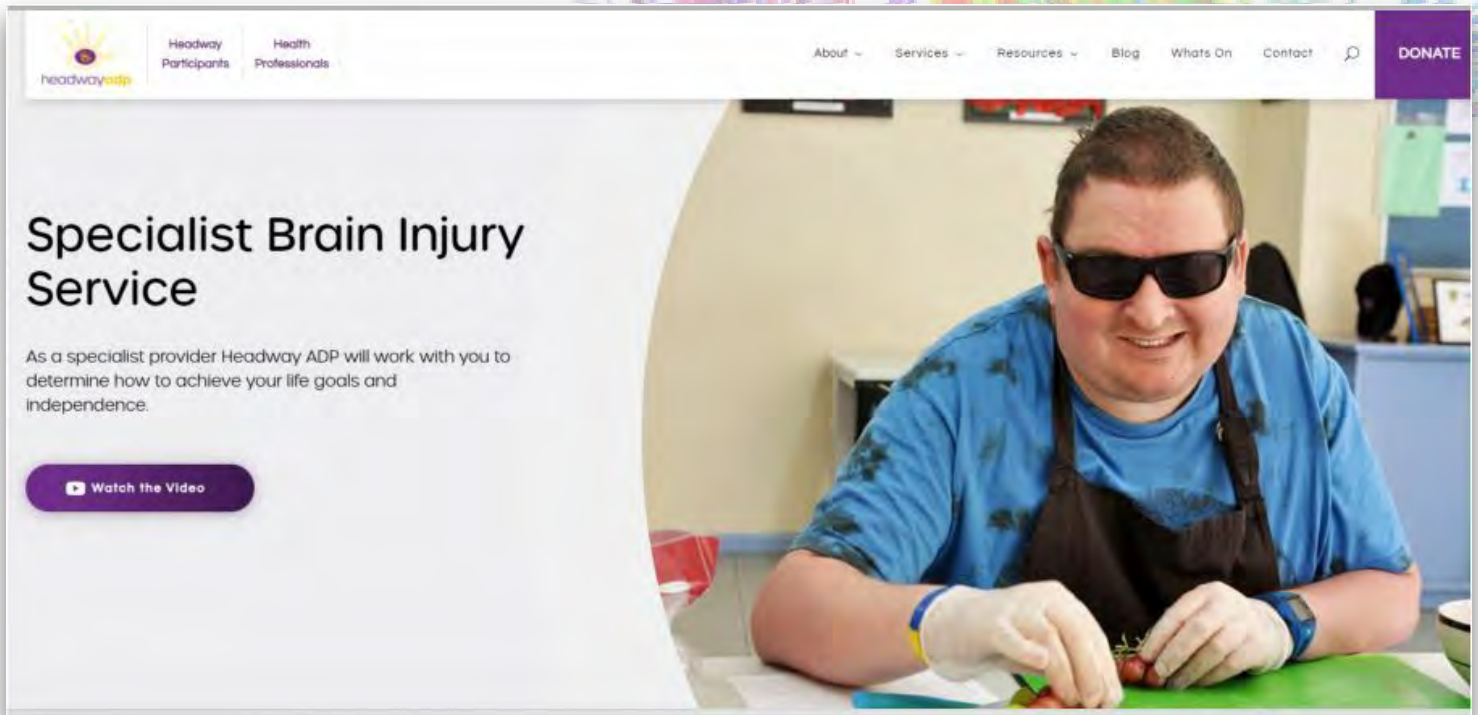 headwayadp
Headway
Participants
Health
Professionals
About
Services
Resources
Blog
Whats On
Contact
DONATE
Specialist Brain Injury
Service
As a specialist provider Headway ADP will work with you to
determine how to achieve your life goals and
independence.
Watch the Video